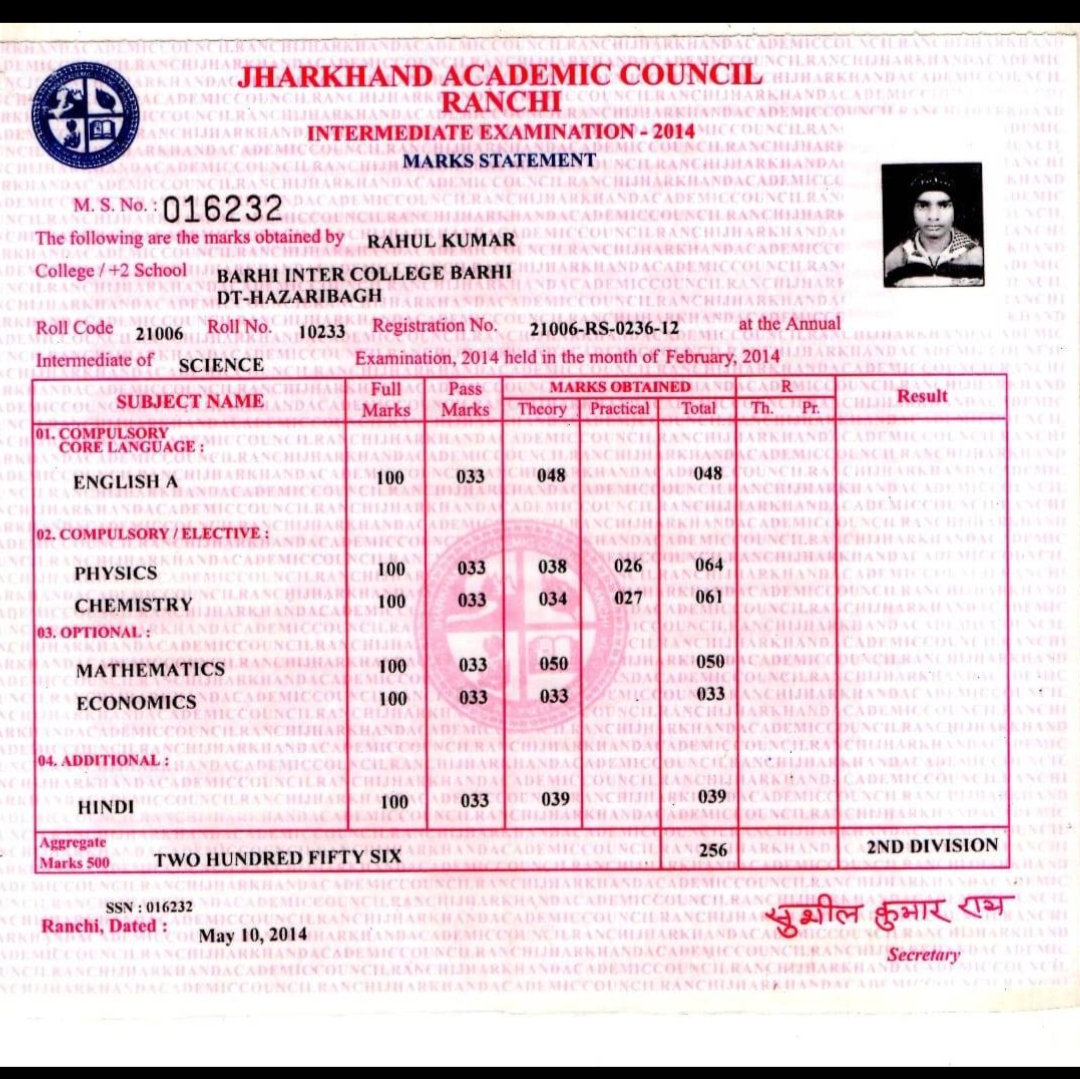 JHARKHAND ACADEMIC COUNCIL
RANCHI
INTERMEDIATE EXAMINATION - 2014
MARKS STATEMENT
M. S. No. : 016232
The following are the marks obtained by RAHUL KUMAR
College / +2 School BARHI INTER COLLEGE BARHI
DT-HAZARIBAGH
Roll Code 21006 Roll No. 10233 Registration No. 21006-RS-0236-12 at the Annual
Intermediate of SCIENCE Examination, 2014 held in the month of February, 2014
SUBJECT NAME Full Marks Pass Marks MARKS OBTAINED R Result
Theory Practical Total Th. Pr.
01. COMPULSORY
CORE LANGUAGE :
ENGLISH A 100 033 048 048
02. COMPULSORY / ELECTIVE :
PHYSICS 100 033 038 026 064
CHEMISTRY 100 033 034 027 061
03. OPTIONAL :
MATHEMATICS 100 033 050 050
ECONOMICS 100 033 033 033
04. ADDITIONAL :
HINDI 100 033 039 039
Aggregate
Marks 500 TWO HUNDRED FIFTY SIX 256 2ND DIVISION
SSN : 016232
Ranchi, Dated : May 10, 2014
सुशील कुमार राय
Secretary